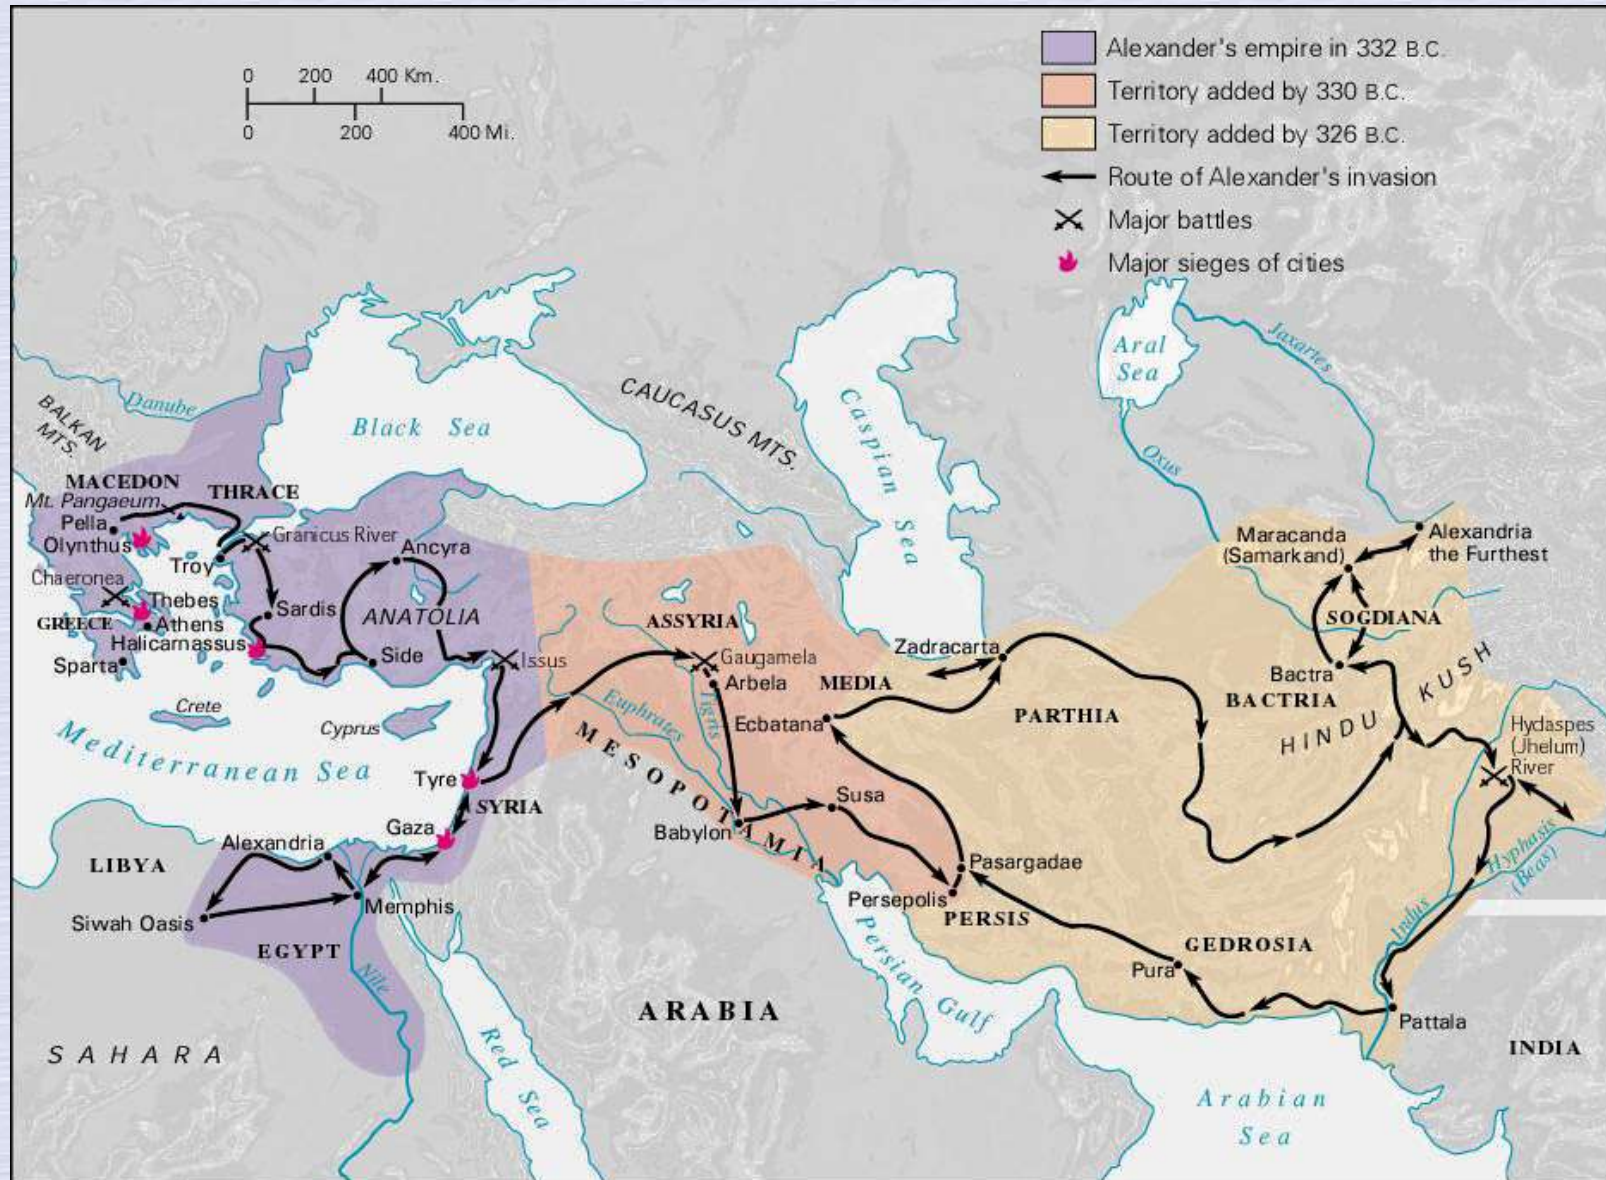 0 200 400 Km.
0 200 400 Mi.
Alexander's empire in 332 B.C.
Territory added by 330 B.C.
Territory added by 326 B.C.
Route of Alexander's invasion
Major battles
Major sieges of cities
Aral
Sea
Jaxartes
Oxus
Caspian Sea
CAUCASUS MTS.
Black Sea
Danube
BALKAN
MTS.
MACEDON
Mt. Pangaeum
THRACE
Pella
Olynthus
Granicus River
Troy
Ancyra
Chaeronea
Thebes
GREECE
Athens
Sardis
ANATOLIA
Halicarnassus
Sparta
Side
Issus
Crete
Cyprus
Mediterranean Sea
ASSYRIA
Gaugamela
Arbela
MEDIA
Zadracarta
Ecbatana
Euphrates
Tigris
MESOPOTAMIA
PARTHIA
Maracanda
(Samarkand)
Alexandria
the Furthest
SOGDIANA
Bactra
BACTRIA
HINDU KUSH
Hydaspes
(Jhelum)
River
Tyre
SYRIA
Susa
Babylon
Gaza
Alexandria
LIBYA
Siwah Oasis
Memphis
EGYPT
Nile
Pasargadae
Persepolis
PERSIS
Persian Gulf
GEDROSIA
Pura
Hyphasis
(Beas)
Indus
Pattala
INDIA
ARABIA
SAHARA
Red
Sea
Arabian
Sea